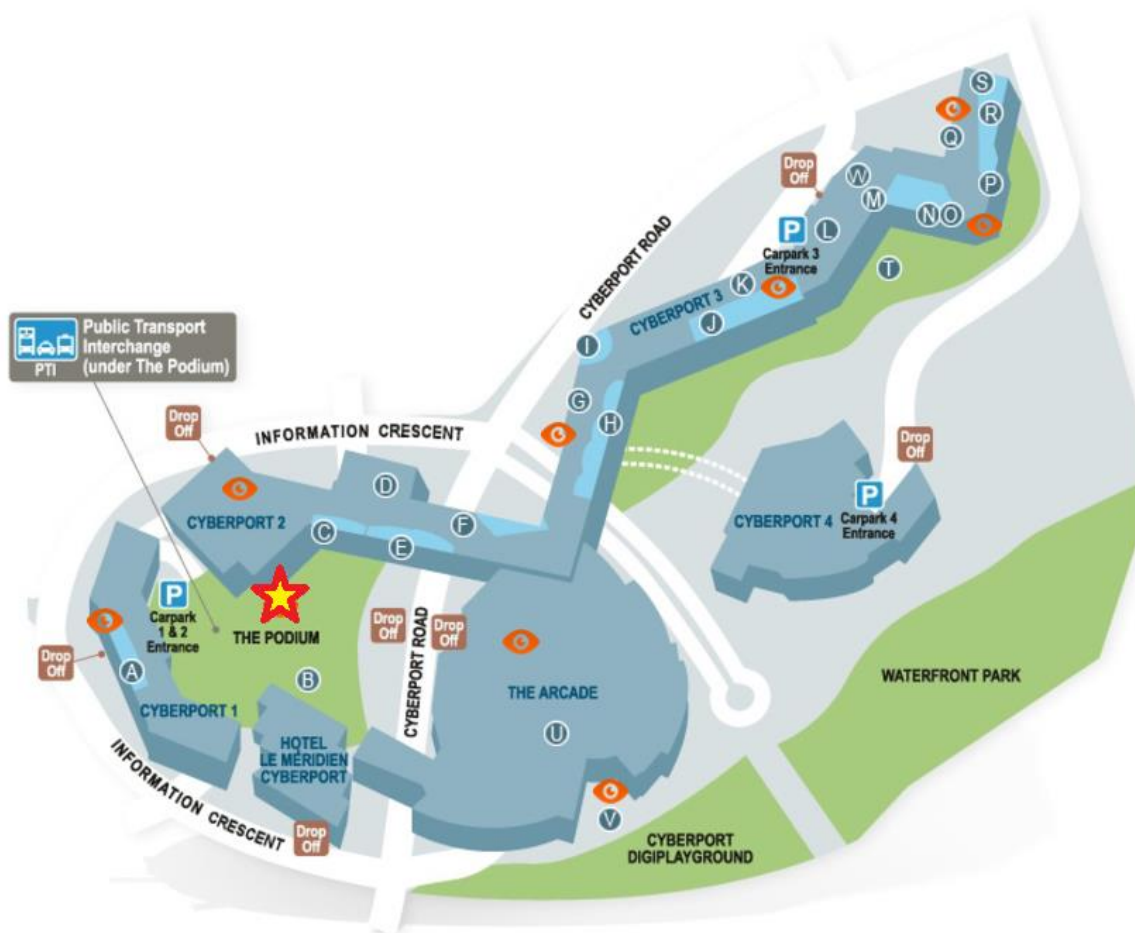 S
R
Q
Drop
Off
W
P
M
N
O
L
P
Carpark 3
Entrance
T
CYBERPORT ROAD
K
CYBERPORT 3
J
I
Public Transport
Interchange
(under The Podium)
PTI
G
H
Drop
Off
INFORMATION CRESCENT
Drop
Off
D
P
CYBERPORT 2
C
F
E
CYBERPORT 4
Carpark 4
Entrance
P
Carpark
1 & 2
Entrance
THE PODIUM
Drop
Off
Drop
Off
CYBERPORT ROAD
Drop
Off
A
B
CYBERPORT 1
THE ARCADE
WATERFRONT PARK
U
HOTEL
LE MERIDIEN
CYBERPORT
INFORMATION CRESCENT
V
Drop
Off
CYBERPORT
DIGIPLAYGROUND